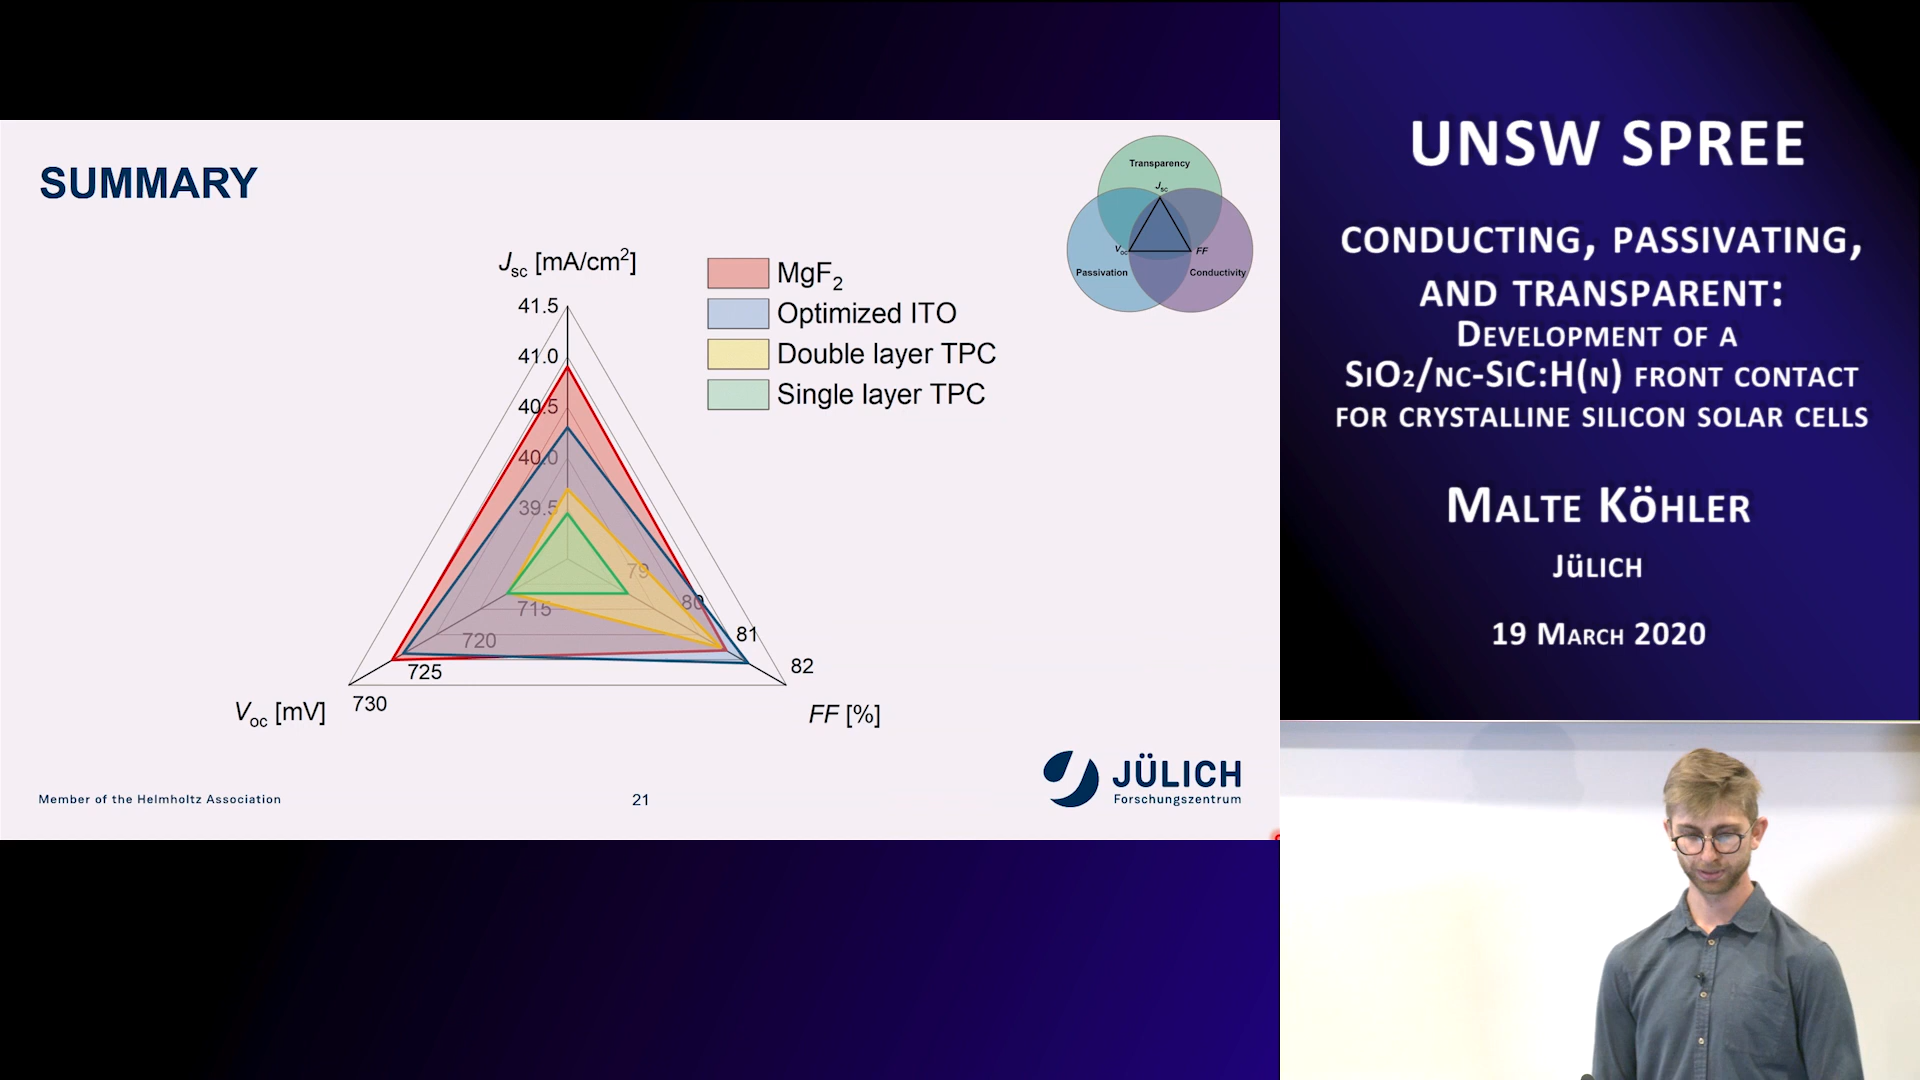 SUMMARY
Transparency
Jsc
Voc
FF
Passivation
Conductivity
Jsc [mA/cm²]
41.5
41.0
40.5
40.0
39.5
MgF₂
Optimized ITO
Double layer TPC
Single layer TPC
79
80
81
82
715
720
725
730
Voc [mV]
FF [%]
Member of the Helmholtz Association
21
JÜLICH
Forschungszentrum
UNSW SPREE
CONDUCTING, PASSIVATING,
AND TRANSPARENT:
DEVELOPMENT OF A
SIO2/NC-SIC:H(N) FRONT CONTACT
FOR CRYSTALLINE SILICON SOLAR CELLS
MALTE KÖHLER
JÜLICH
19 MARCH 2020